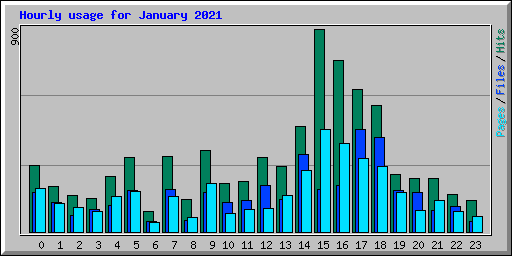 Hourly usage for January 2021
900
Pages / Files / Hits
0 1 2 3 4 5 6 7 8 9 10 11 12 13 14 15 16 17 18 19 20 21 22 23